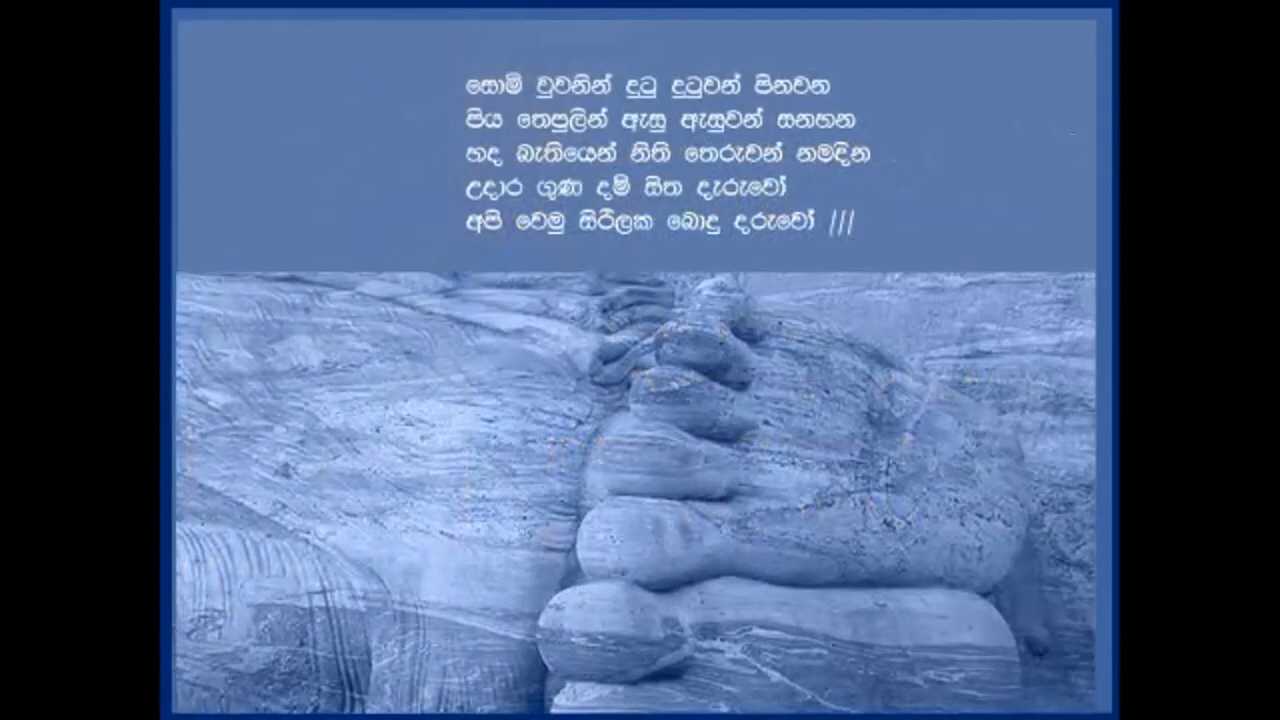 සොම් වුවනින් දුටු දුටුවන් පිනවන
පිය තෙපුලින් ඇසු ඇසුවන් සනහන
හද බැතියෙන් නිති තෙරුවන් නමදින
උදාර ගුණ දම් සිත දැරුවෝ
අපි වෙමු සිරිලක බොදු දරුවෝ ///